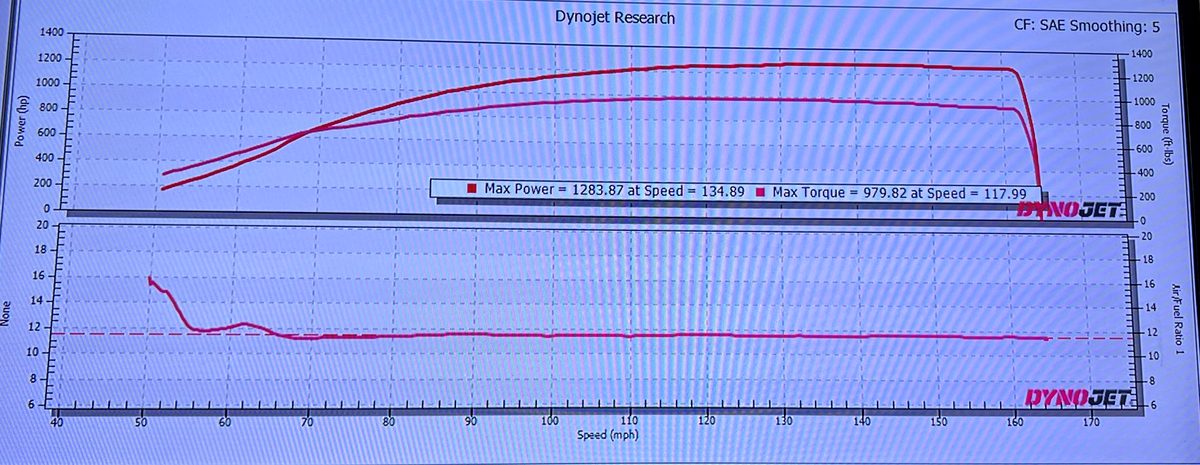 Dynojet Research
CF: SAE Smoothing: 5
1400
1200
1000
800
600
400
200
0
Power (hp)
1400
1200
1000
800
600
400
200
0
Torque (ft-lbs)
Max Power = 1283.87 at Speed = 134.89 Max Torque = 979.82 at Speed = 117.99
DYNOJET
20
18
16
14
12
10
8
6
None
20
18
16
14
12
10
8
6
Air/Fuel Ratio 1
DYNOJET
40 50 60 70 80 90 100 110 120 130 140 150 160 170
Speed (mph)